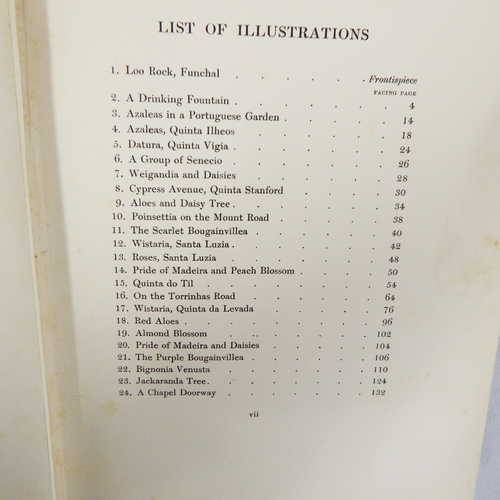 LIST OF ILLUSTRATIONS
1. Loo Rock, Funchal . . . . . Frontispiece
FACING PAGE
2. A Drinking Fountain . . . . . . 4
3. Azaleas in a Portuguese Garden . . . . 14
4. Azaleas, Quinta Ilheos . . . . . 18
5. Datura, Quinta Vigia . . . . . . 24
6. A Group of Senecio . . . . . . 26
7. Weigandia and Daisies . . . . . 28
8. Cypress Avenue, Quinta Stanford . . . . 30
9. Aloes and Daisy Tree . . . . . . 34
10. Poinsettia on the Mount Road . . . . 38
11. The Scarlet Bougainvillea . . . . . 40
12. Wistaria, Santa Luzia . . . . . . 42
13. Roses, Santa Luzia . . . . . . 48
14. Pride of Madeira and Peach Blossom . . . . 50
15. Quinta do Til . . . . . . 54
16. On the Torrinhas Road . . . . . 64
17. Wistaria, Quinta da Levada . . . . . 76
18. Red Aloes . . . . . . . 96
19. Almond Blossom . . . . . . 102
20. Pride of Madeira and Daisies . . . . . 104
21. The Purple Bougainvillea . . . . . 106
22. Bignonia Venusta . . . . . . 110
23. Jackaranda Tree . . . . . . 124
24. A Chapel Doorway . . . . . . 132
vii